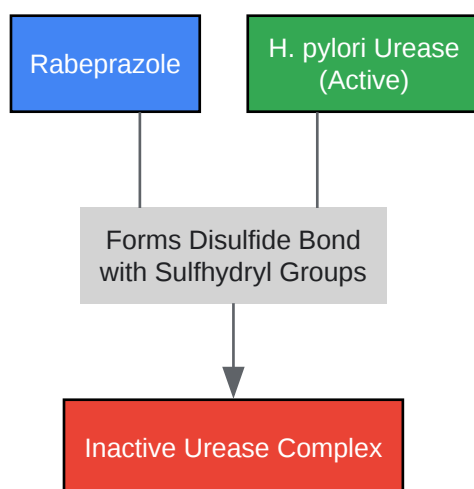 Rabeprazole
H. pylori Urease
(Active)
Forms Disulfide Bond
with Sulfhydryl Groups
Inactive Urease Complex